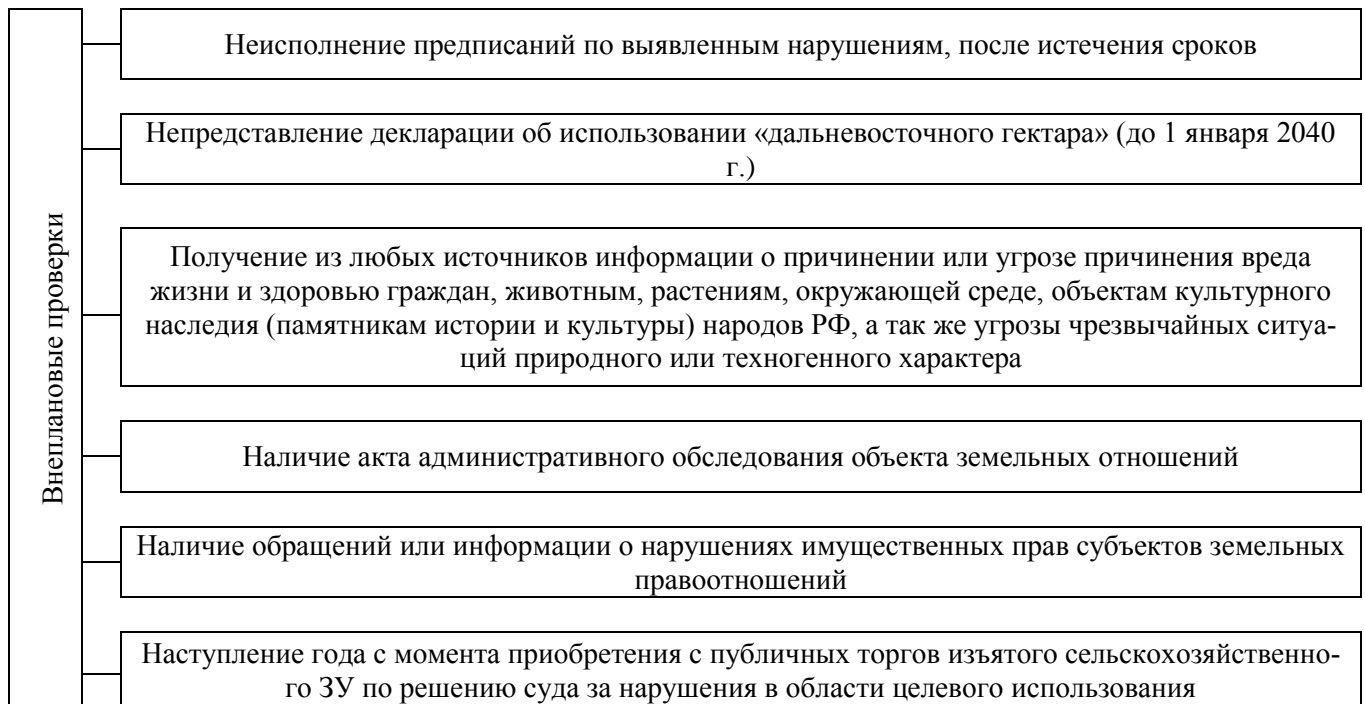 Внеплановые проверки
Неисполнение предписаний по выявленным нарушениям, после истечения сроков
Непредставление декларации об использовании «дальневосточного гектара» (до 1 января 2040
г.)
Получение из любых источников информации о причинении или угрозе причинения вреда
жизни и здоровью граждан, животным, растениям, окружающей среде, объектам культурного
наследия (памятникам истории и культуры) народов РФ, а так же угрозы чрезвычайных ситуа-
ций природного или техногенного характера
Наличие акта административного обследования объекта земельных отношений
Наличие обращений или информации о нарушениях имущественных прав субъектов земельных
правоотношений
Наступление года с момента приобретения с публичных торгов изъятого сельскохозяйственно-
го ЗУ по решению суда за нарушения в области целевого использования